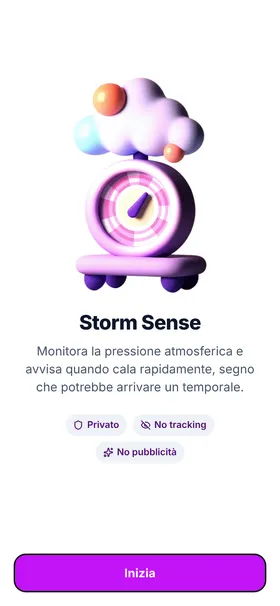 Storm Sense
Monitora la pressione atmosferica e
avvisa quando cala rapidamente, segno
che potrebbe arrivare un temporale.
Privato
No tracking
No pubblicità
Inizia